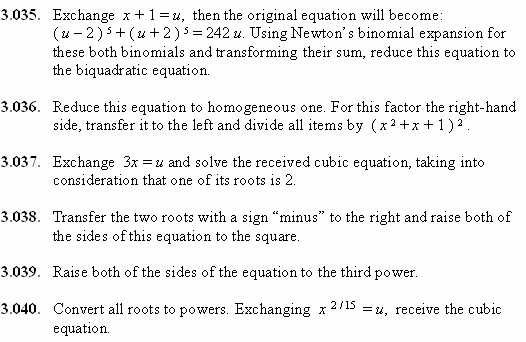 3.035. Exchange x + 1 = u, then the original equation will become:
( u – 2 ) ⁵ + ( u + 2 ) ⁵ = 242 u. Using Newton’s binomial expansion for
these both binomials and transforming their sum, reduce this equation to
the biquadratic equation.
3.036. Reduce this equation to homogeneous one. For this factor the right-hand
side, transfer it to the left and divide all items by ( x ² + x + 1 ) ² .
3.037. Exchange 3x = u and solve the received cubic equation, taking into
consideration that one of its roots is 2.
3.038. Transfer the two roots with a sign “minus” to the right and raise both of
the sides of this equation to the square.
3.039. Raise both of the sides of the equation to the third power.
3.040. Convert all roots to powers. Exchanging x ^2/15 = u, receive the cubic
equation.